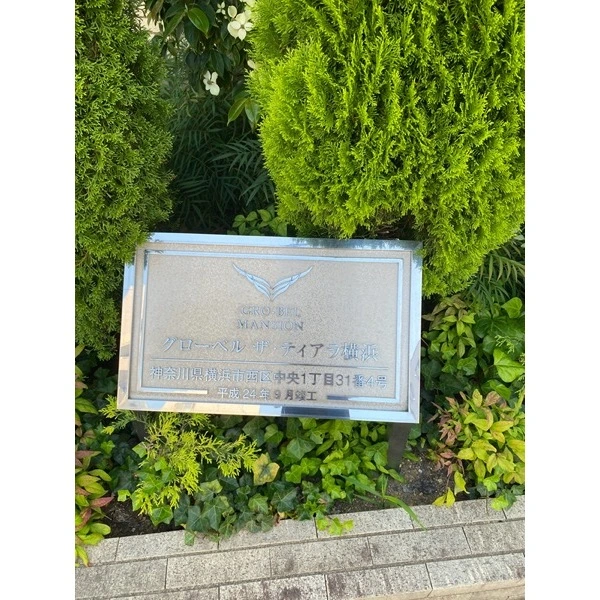 GRO-BEL
MANSION
グローベル ザ・ティアラ横浜
神奈川県横浜市西区中央1丁目31番4号
平成24年9月竣工